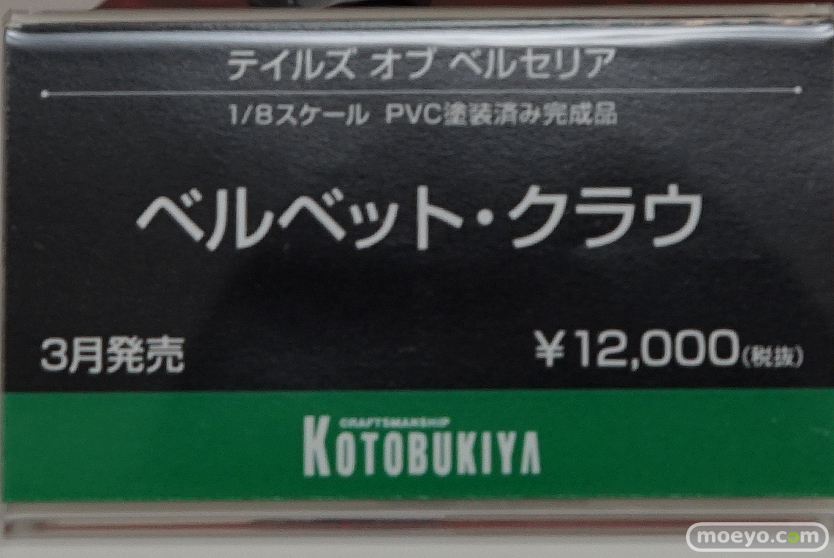 テイルズ オブ ベルセリア
1/8スケール PVC塗装済み完成品
ベルベット・クラウ
3月発売 ￥12,000(税抜)
CRAFTSMANSHIP
KOTOBUKIYA
moeyo.com